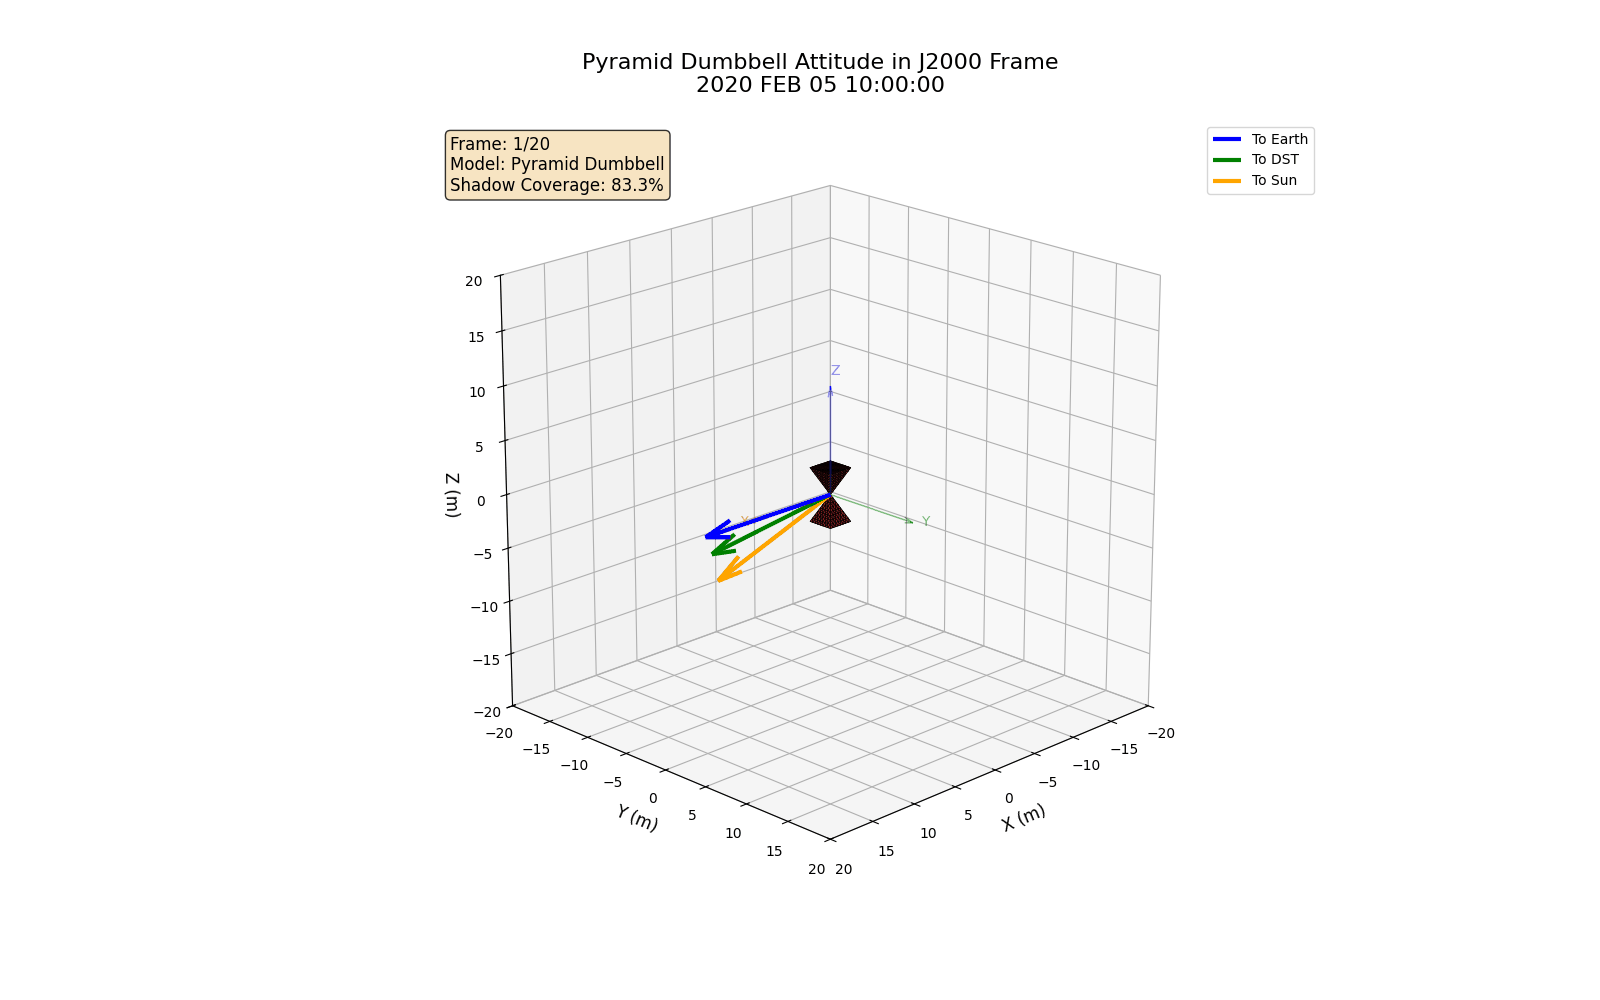 Pyramid Dumbbell Attitude in J2000 Frame
2020 FEB 05 10:00:00
Frame: 1/20
Model: Pyramid Dumbbell
Shadow Coverage: 83.3%
To Earth
To DST
To Sun
20
15
10
5
0
−5
−10
−15
−20
Z (m)
Z
X
Y
−20
−15
−10
−5
0
5
10
15
20
Y (m)
20
15
10
5
0
−5
−10
−15
−20
X (m)